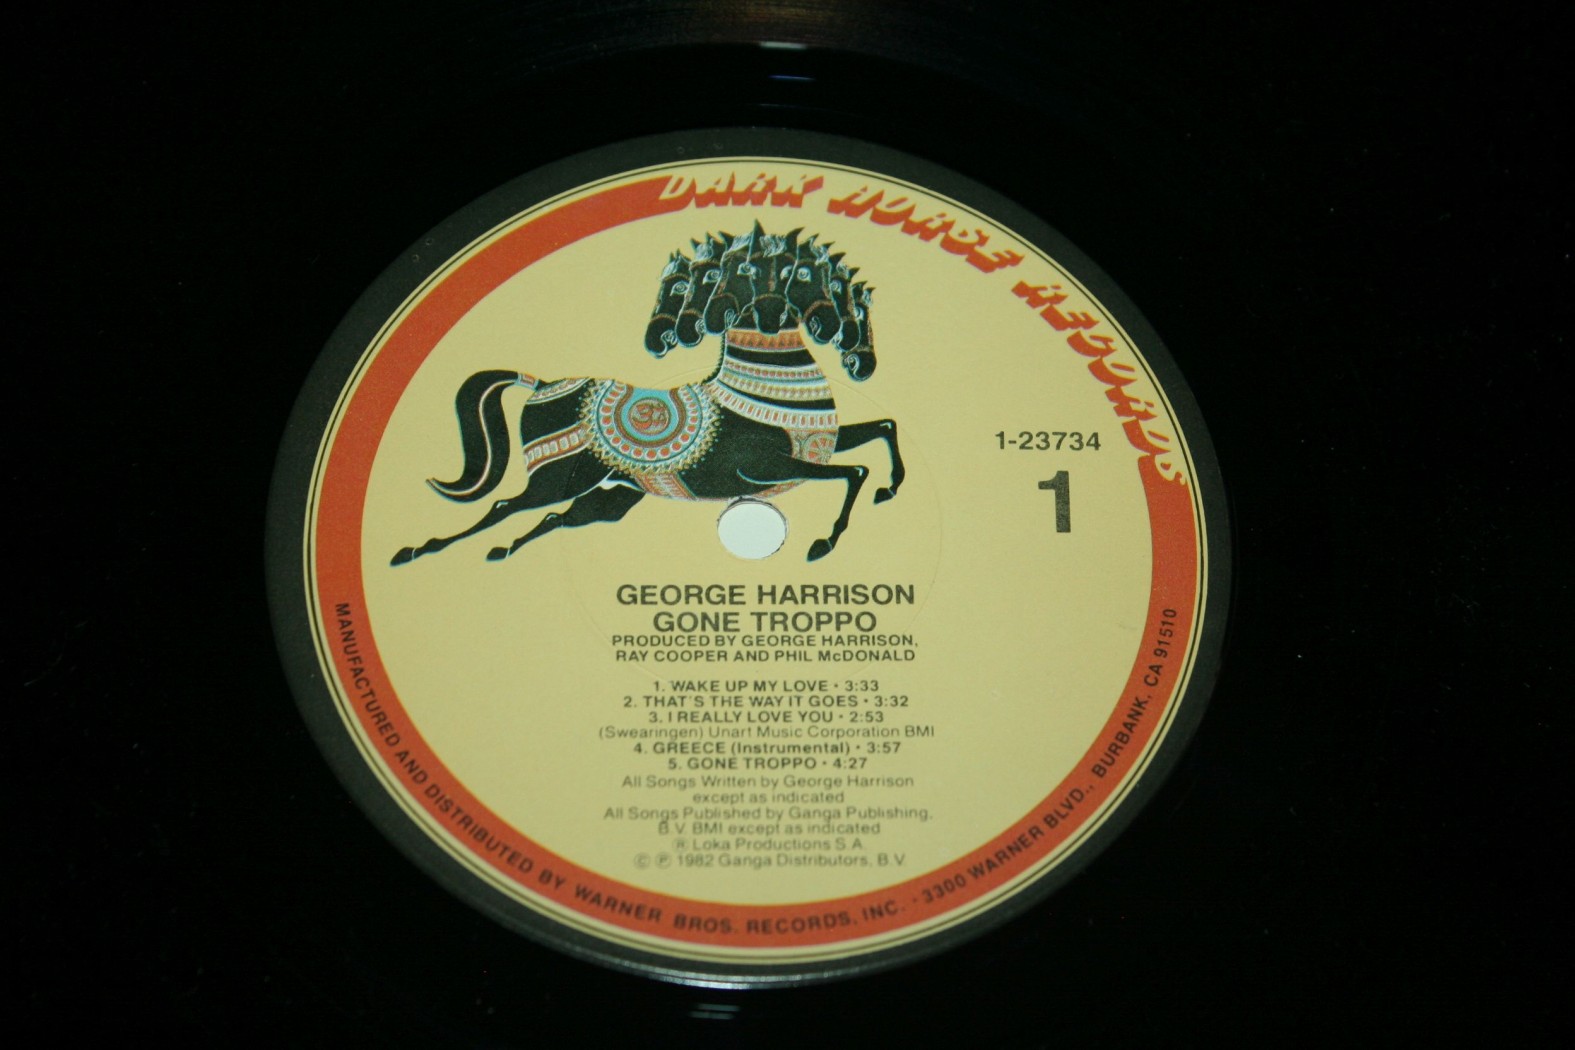 DARK HORSE RECORDS
1-23734
1
GEORGE HARRISON
GONE TROPPO
PRODUCED BY GEORGE HARRISON,
RAY COOPER AND PHIL McDONALD
1. WAKE UP MY LOVE • 3:33
2. THAT'S THE WAY IT GOES • 3:32
3. I REALLY LOVE YOU • 2:53
(Swearingen) Unart Music Corporation BMI
4. GREECE (Instrumental) • 3:57
5. GONE TROPPO • 4:27
All Songs Written by George Harrison
except as indicated
All Songs Published by Ganga Publishing,
B.V. BMI except as indicated
Ⓡ Loka Productions S.A.
© ℗ 1982 Ganga Distributors, B.V.
MANUFACTURED AND DISTRIBUTED BY WARNER BROS. RECORDS, INC. • 3300 WARNER BLVD., BURBANK, CA 91510